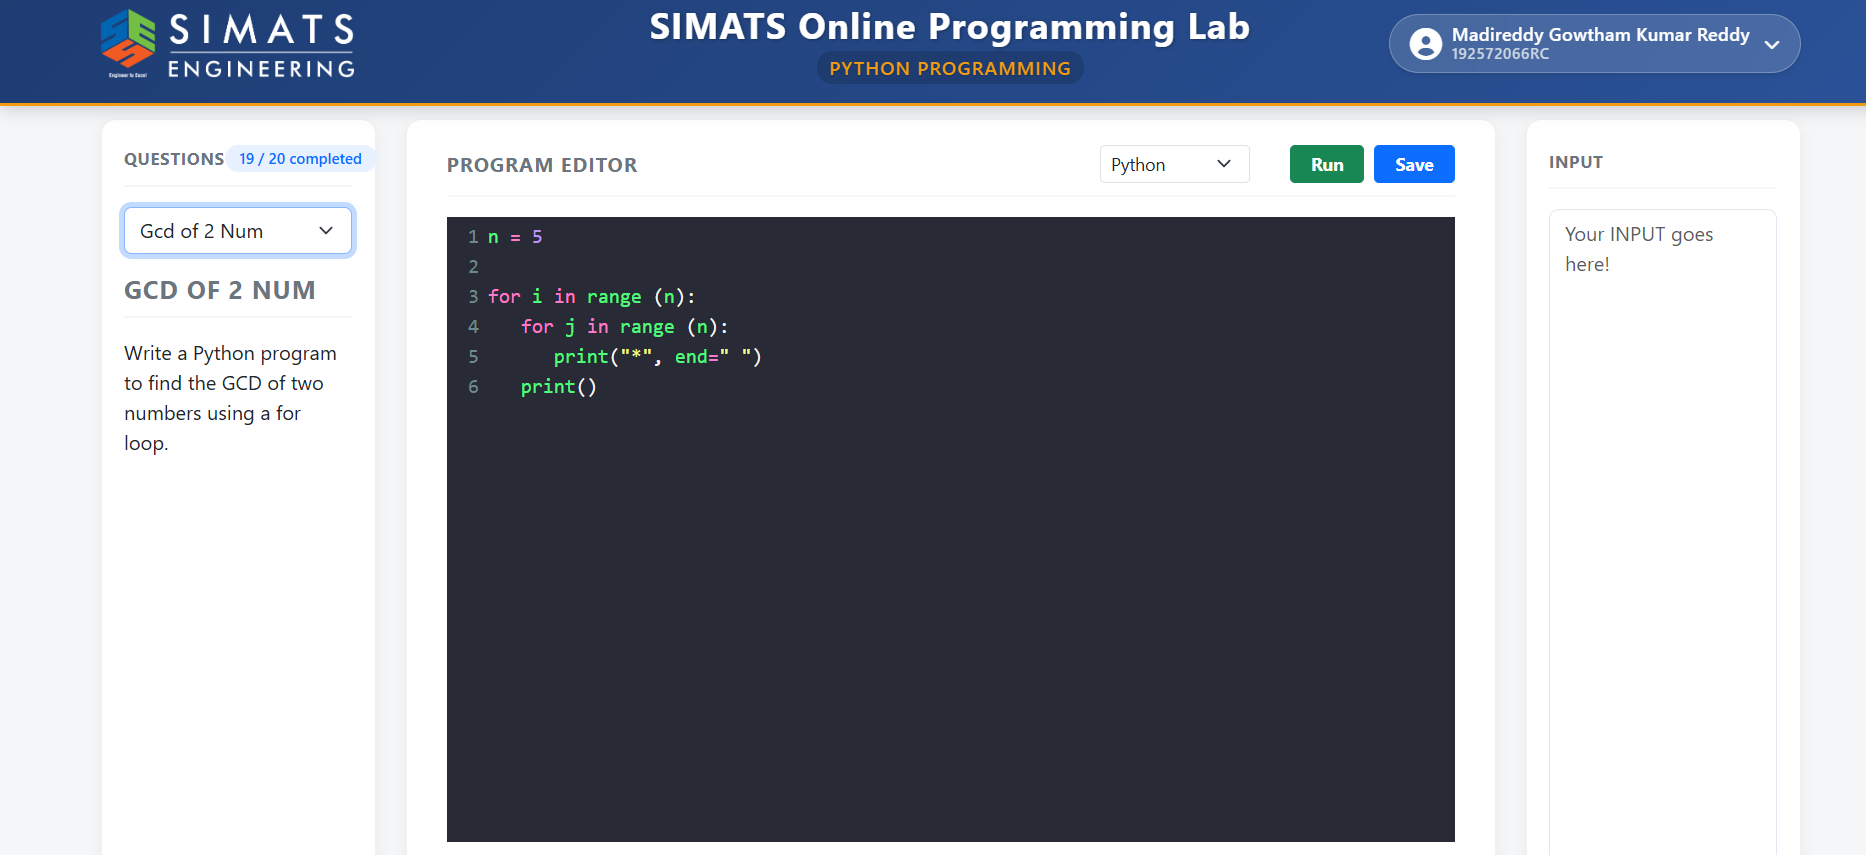 SIMATS
ENGINEERING
Engineer to Excel
SIMATS Online Programming Lab
PYTHON PROGRAMMING
Madireddy Gowtham Kumar Reddy
192572066RC
QUESTIONS 19 / 20 completed
Gcd of 2 Num
GCD OF 2 NUM
Write a Python program
to find the GCD of two
numbers using a for
loop.
PROGRAM EDITOR
Python
Run
Save
1 n = 5
2
3 for i in range (n):
4    for j in range (n):
5       print("*", end=" ")
6    print()
INPUT
Your INPUT goes
here!